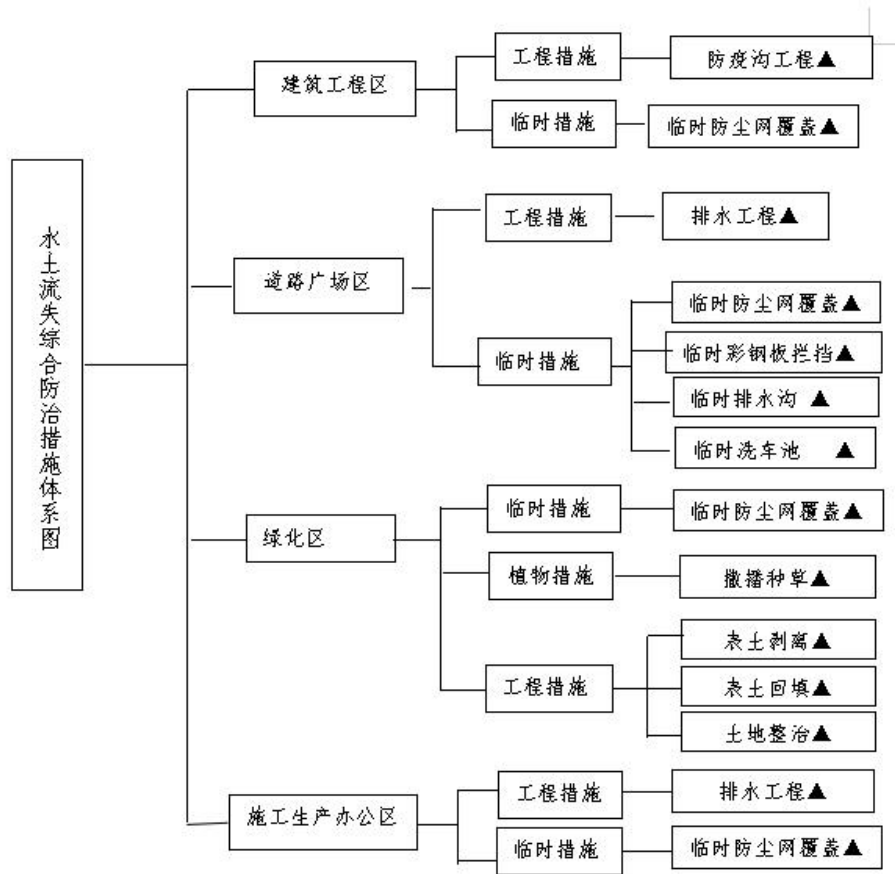 水土流失综合防治措施体系图
建筑工程区
工程措施
防疫沟工程▲
临时措施
临时防尘网覆盖▲
道路广场区
工程措施
排水工程▲
临时措施
临时防尘网覆盖▲
临时彩钢板拦挡▲
临时排水沟 ▲
临时洗车池 ▲
绿化区
临时措施
临时防尘网覆盖▲
植物措施
撒播种草▲
工程措施
表土剥离▲
表土回填▲
土地整治▲
施工生产办公区
工程措施
排水工程▲
临时措施
临时防尘网覆盖▲